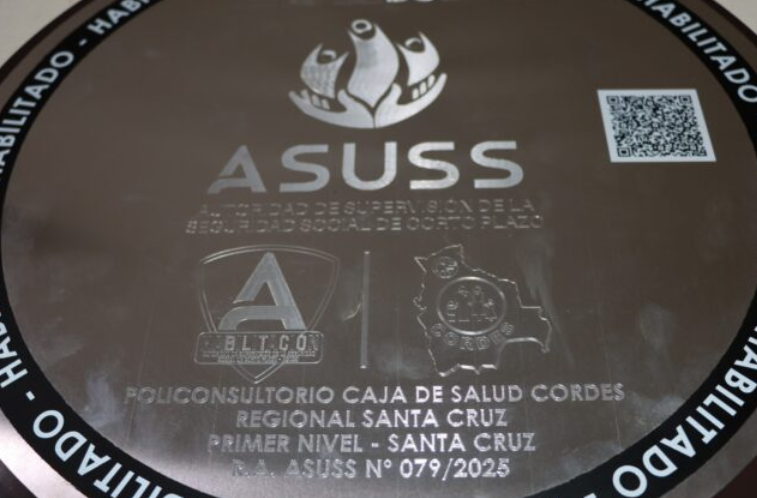 HABILITADO - HABILITADO - HABILITADO
ASUSS
AUTORIDAD DE SUPERVISIÓN DE LA
SEGURIDAD SOCIAL DE CORTO PLAZO
A
CORDES
POLICONSULTORIO CAJA DE SALUD CORDES
REGIONAL SANTA CRUZ
PRIMER NIVEL - SANTA CRUZ
R.A. ASUSS N° 079/2025